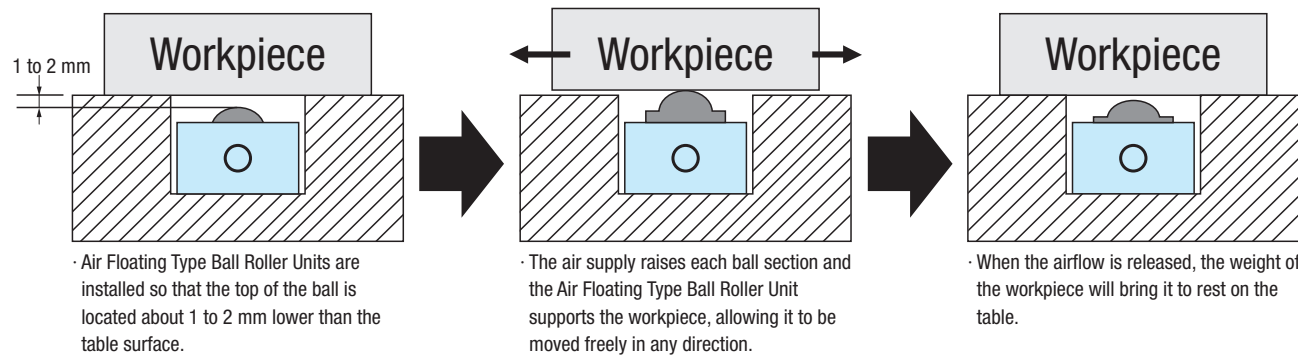 Workpiece
1 to 2 mm
· Air Floating Type Ball Roller Units are
installed so that the top of the ball is
located about 1 to 2 mm lower than the
table surface.
Workpiece
· The air supply raises each ball section and
the Air Floating Type Ball Roller Unit
supports the workpiece, allowing it to be
moved freely in any direction.
Workpiece
· When the airflow is released, the weight of
the workpiece will bring it to rest on the
table.